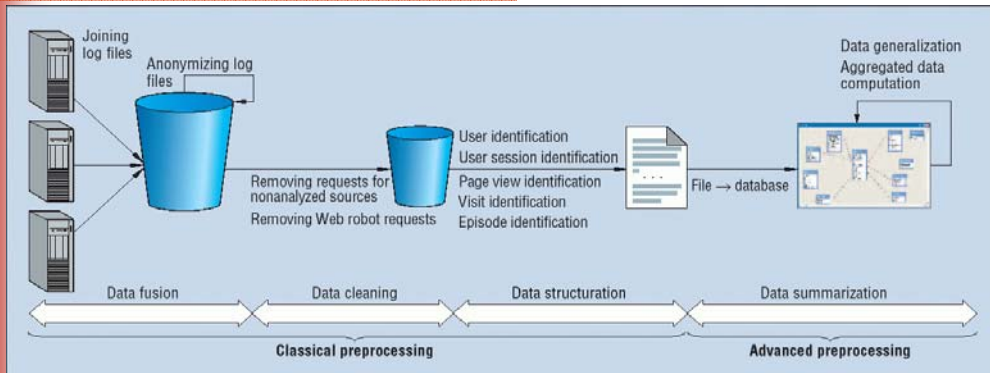 Joining
log files
Anonymizing log
files
Removing requests for
nonanalyzed sources
Removing Web robot requests
User identification
User session identification
Page view identification
Visit identification
Episode identification
. . .
File → database
Data generalization
Aggregated data
computation
Data fusion
Data cleaning
Data structuration
Data summarization
Classical preprocessing
Advanced preprocessing